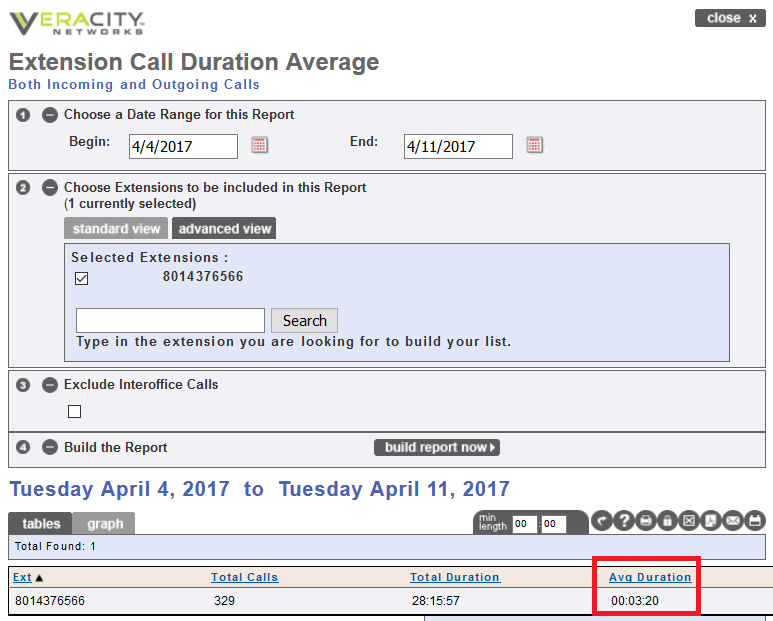 VERACITY
NETWORKS
close x
Extension Call Duration Average
Both Incoming and Outgoing Calls
1 Choose a Date Range for this Report
Begin: 4/4/2017 End: 4/11/2017
2 Choose Extensions to be included in this Report
(1 currently selected)
standard view advanced view
Selected Extensions :
8014376566
Search
Type in the extension you are looking for to build your list.
3 Exclude Interoffice Calls
4 Build the Report build report now
Tuesday April 4, 2017 to Tuesday April 11, 2017
tables graph min length 00 : 00 ?
Total Found: 1
Ext Total Calls Total Duration Avg Duration
8014376566 329 28:15:57 00:03:20